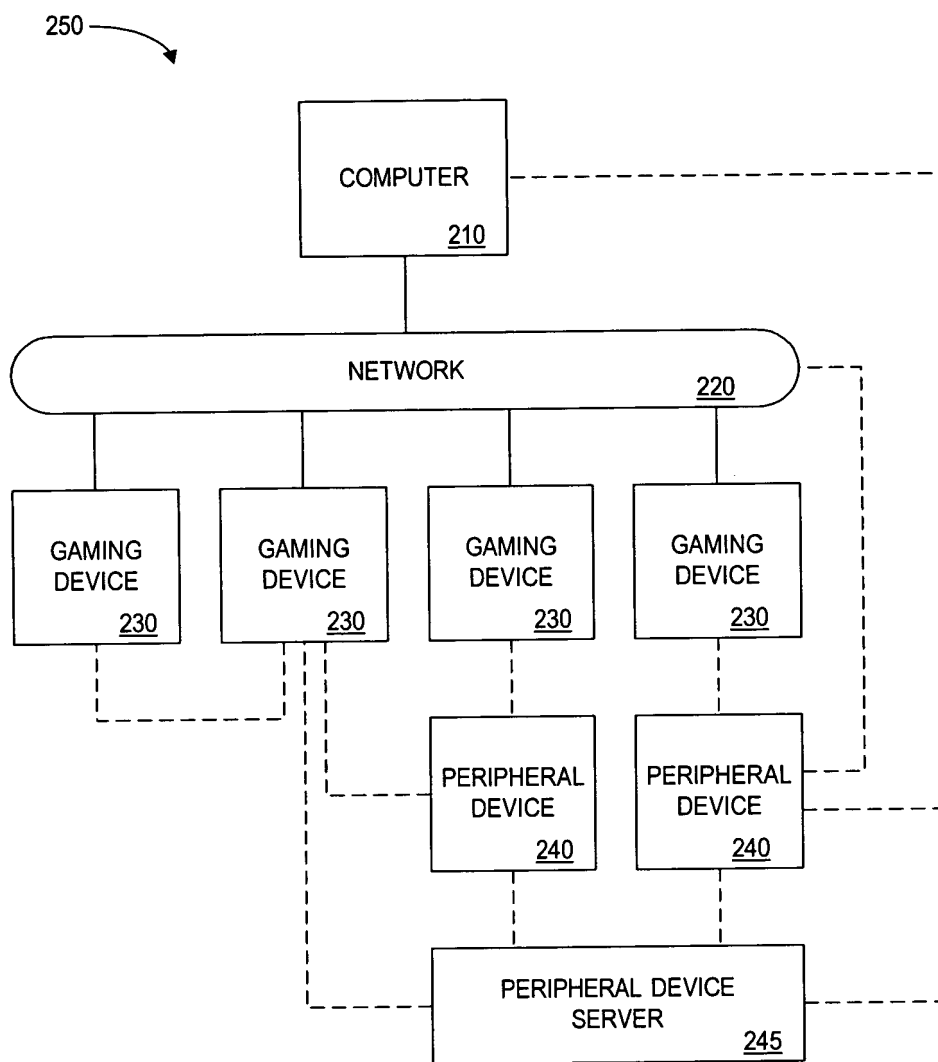 250
COMPUTER
210
NETWORK
220
GAMING
DEVICE
230
GAMING
DEVICE
230
GAMING
DEVICE
230
GAMING
DEVICE
230
PERIPHERAL
DEVICE
240
PERIPHERAL
DEVICE
240
PERIPHERAL DEVICE
SERVER
245